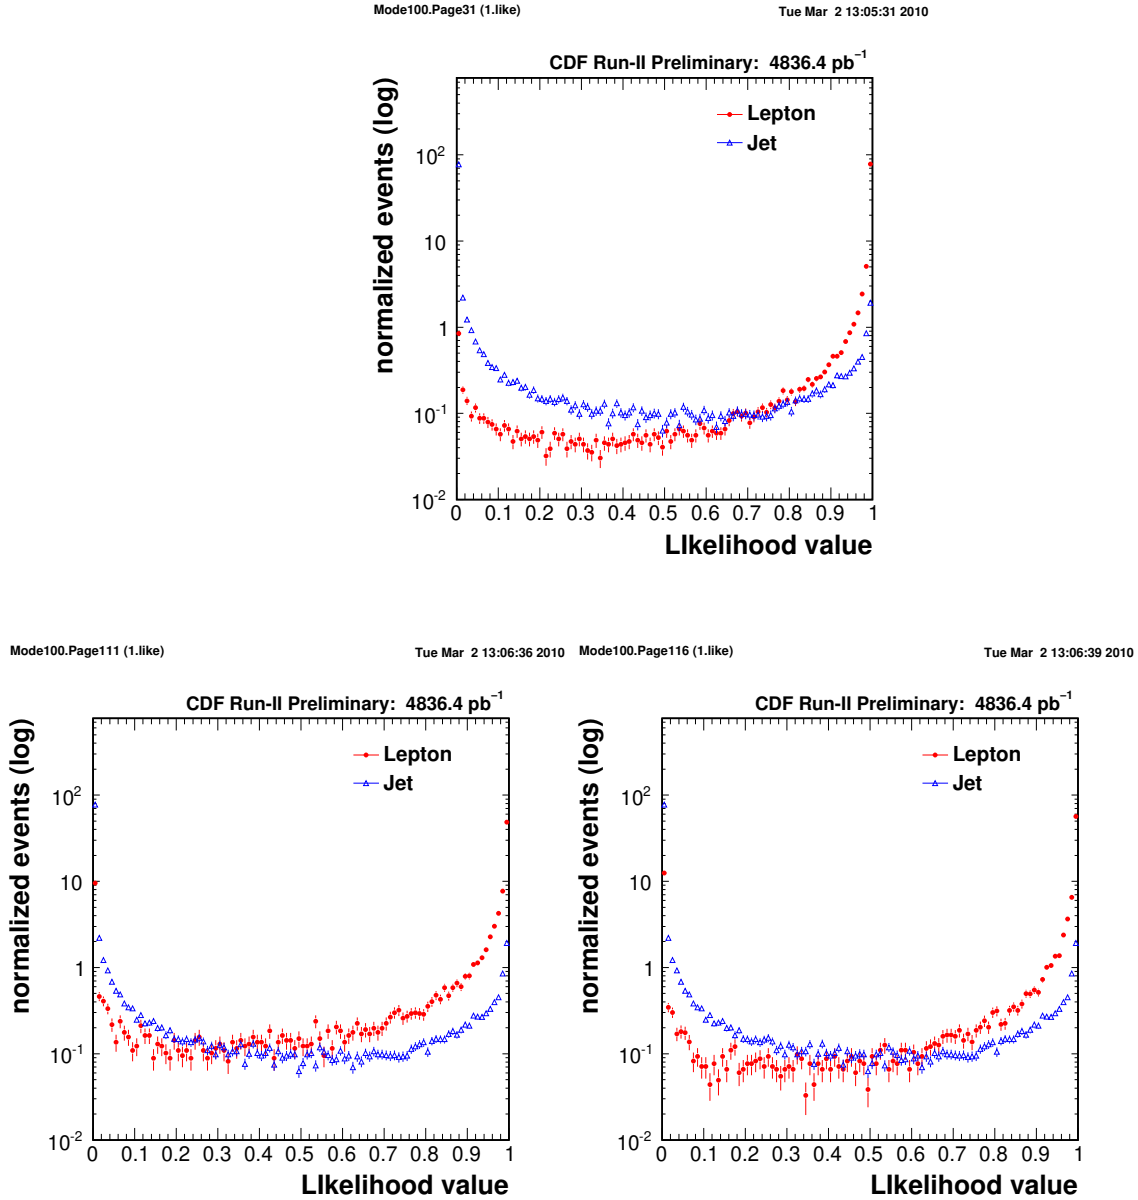 Mode100.Page31 (1.like) Tue Mar 2 13:05:31 2010
CDF Run-II Preliminary: 4836.4 pb⁻¹
normalized events (log)
Lepton
Jet
10²
10
1
10⁻¹
10⁻²
0 0.1 0.2 0.3 0.4 0.5 0.6 0.7 0.8 0.9 1
LIkelihood value
Mode100.Page111 (1.like) Tue Mar 2 13:06:36 2010
CDF Run-II Preliminary: 4836.4 pb⁻¹
normalized events (log)
Lepton
Jet
10²
10
1
10⁻¹
10⁻²
0 0.1 0.2 0.3 0.4 0.5 0.6 0.7 0.8 0.9 1
LIkelihood value
Mode100.Page116 (1.like) Tue Mar 2 13:06:39 2010
CDF Run-II Preliminary: 4836.4 pb⁻¹
normalized events (log)
Lepton
Jet
10²
10
1
10⁻¹
10⁻²
0 0.1 0.2 0.3 0.4 0.5 0.6 0.7 0.8 0.9 1
LIkelihood value